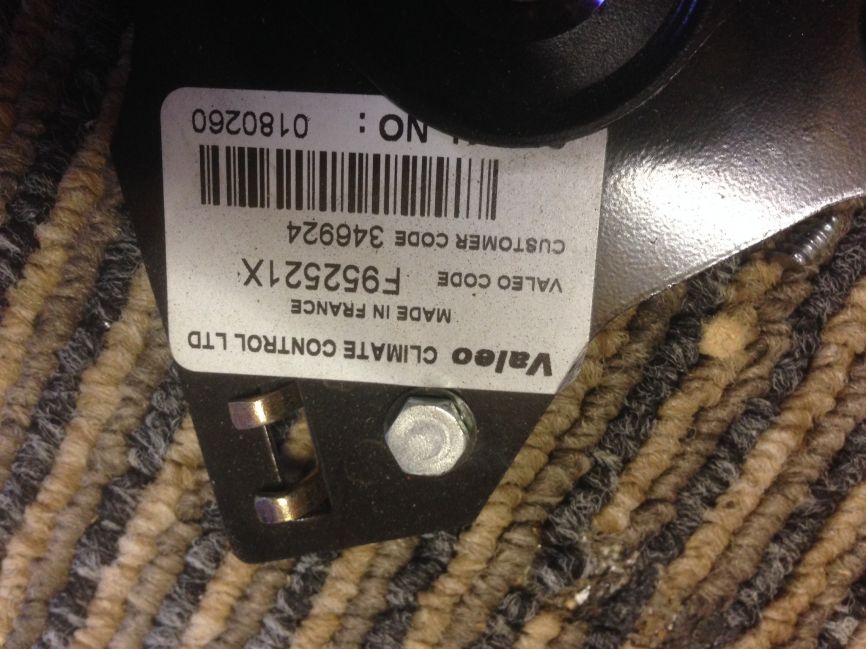 Valeo CLIMATE CONTROL LTD
MADE IN FRANCE
VALEO CODE F952521X
CUSTOMER CODE 346924
NO : 0180260